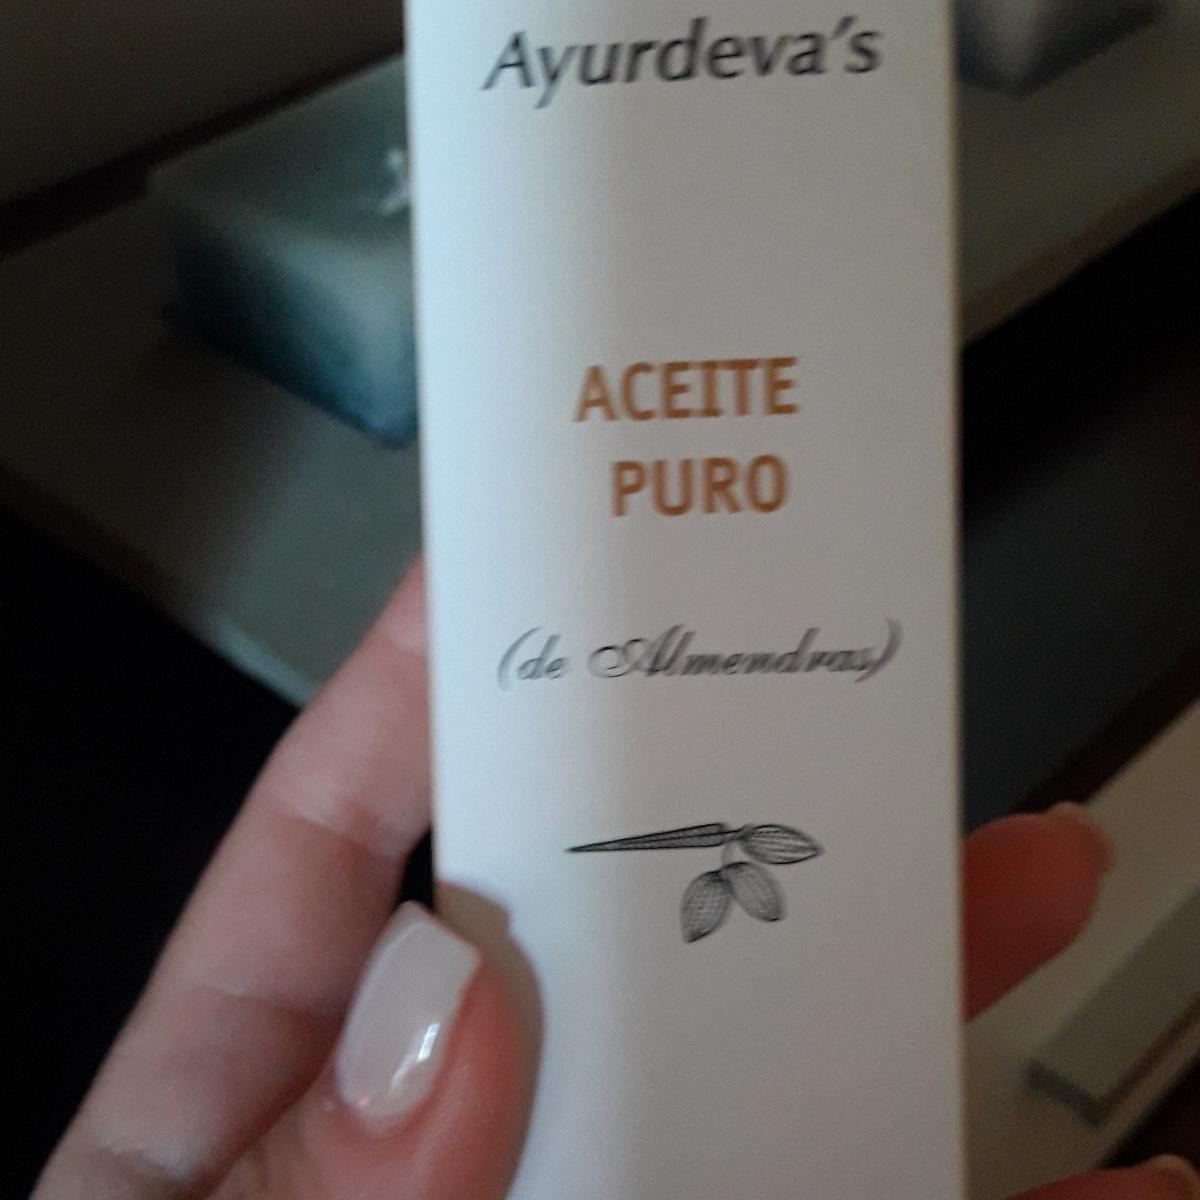 Ayurdeva's
ACEITE
PURO
(de Almendras)